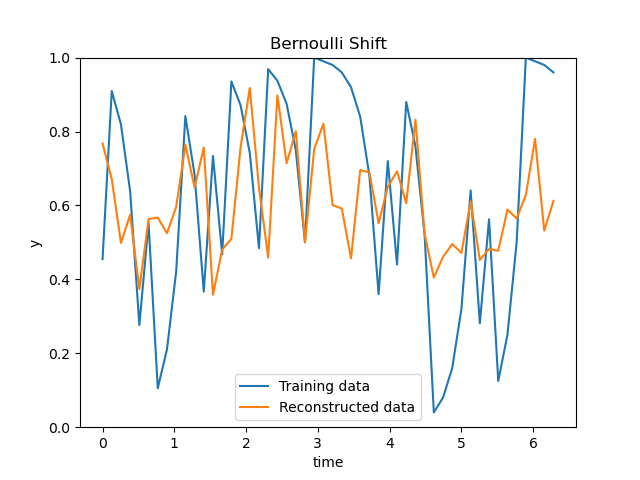 Bernoulli Shift
1.0
0.8
0.6
0.4
0.2
0.0
y
Training data
Reconstructed data
0 1 2 3 4 5 6
time